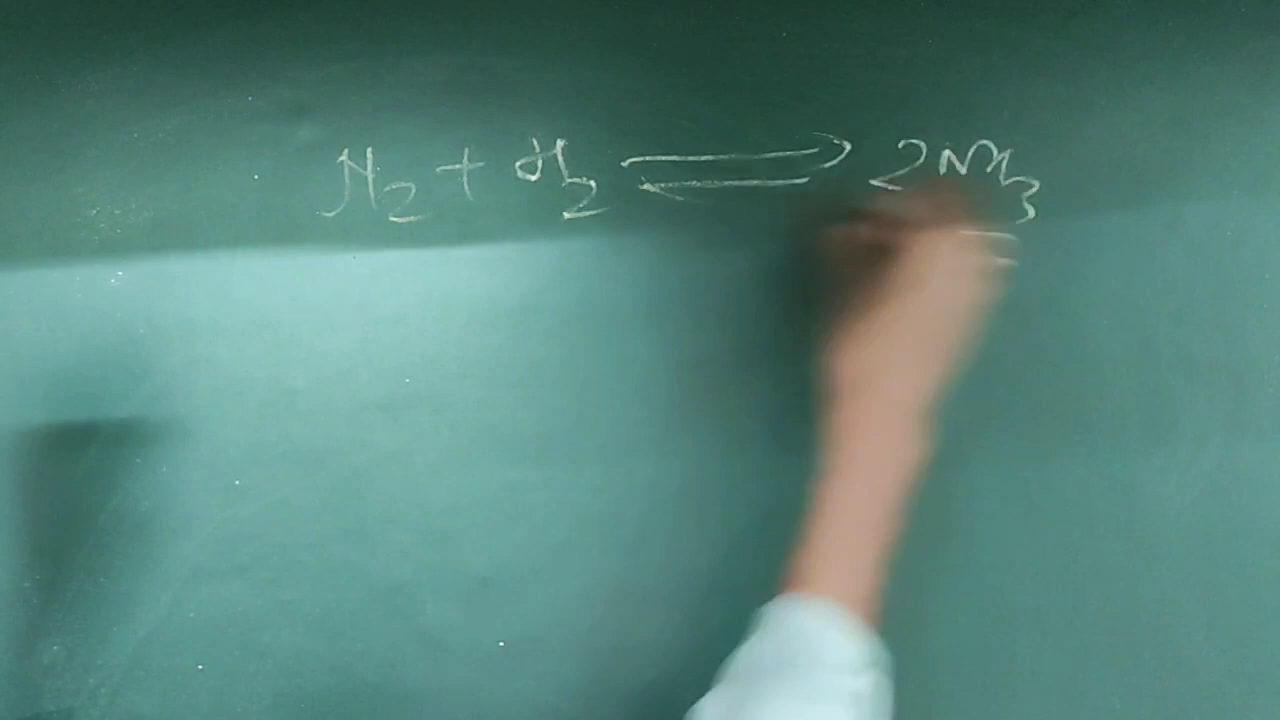 N₂ + H₂ ⇌ 2NH₃